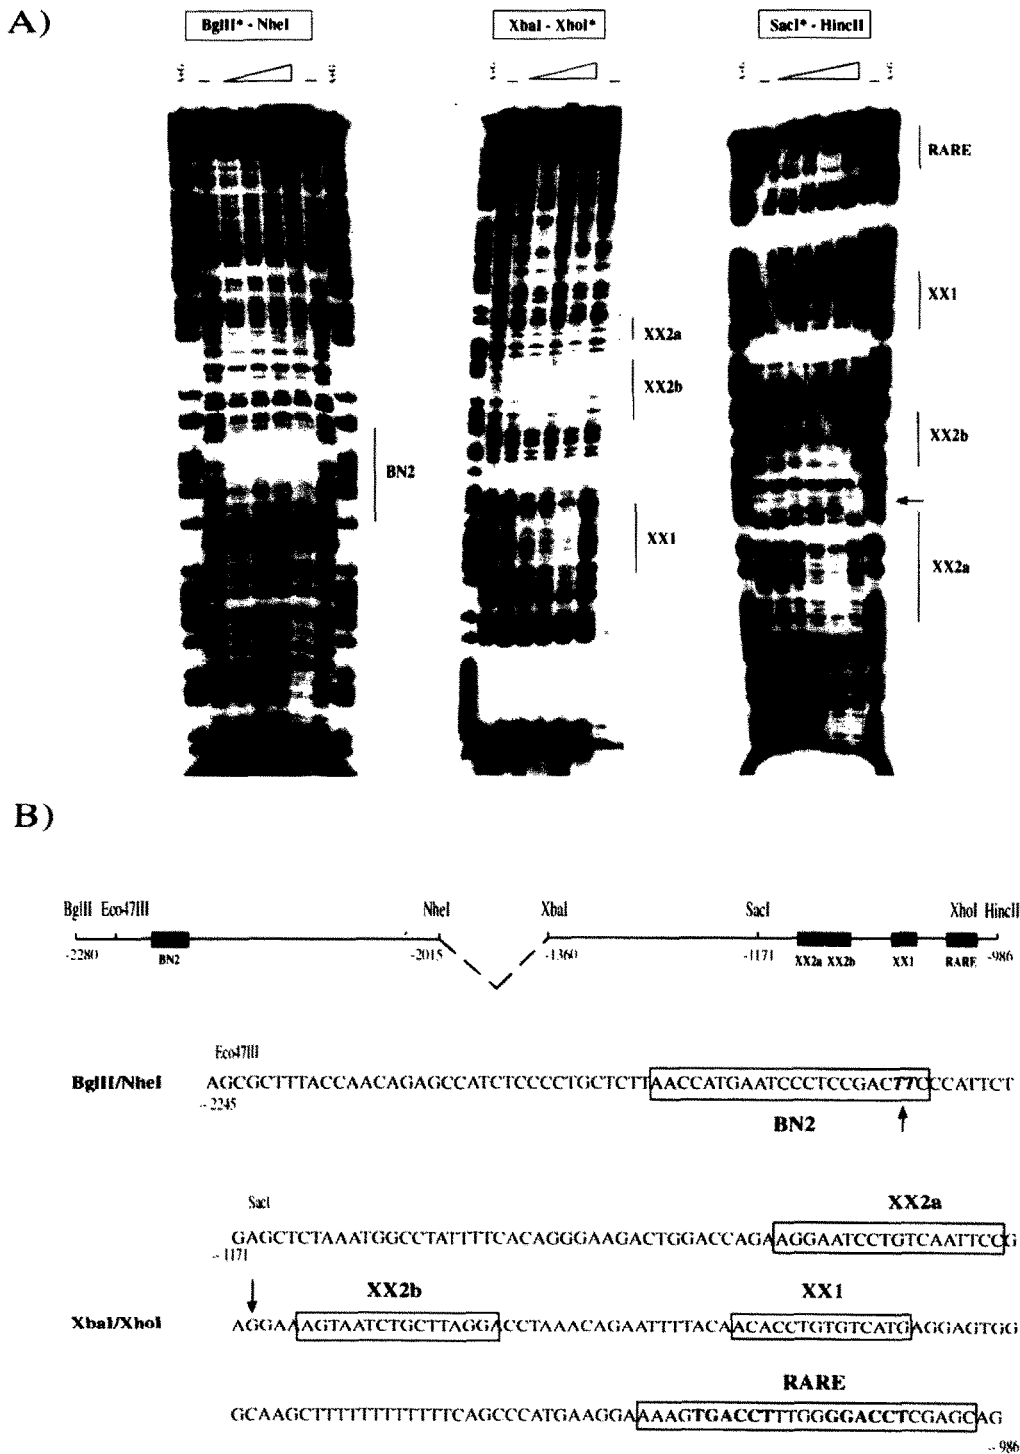 A)
BglII* - NheI XbaI - XhoI* SacI* - HincII
RARE
XX1
XX2a
XX2b
XX2b
BN2
XX1
XX2a
B)
BglII Eco47III NheI XbaI SacI XhoI HincII
-2280 BN2 -2015 -1360 -1171 XX2a XX2b XX1 RARE -986
Eco47III
BglII/NheI AGCGCTTTACCAACAGAGCCATCTCCCCTGCTCTTAACCATGAATCCCTCCGACTTCCCATTCT
-2245
BN2
SacI
XX2a
GAGCTCTAAATGGCCTATTTTCACAGGGAAGACTGGACCAGAAAGGAATCCTGTCAATTCCG
-1171
XX2b XX1
XbaI/XhoI AGGAAAGTAATCTGCTTAGGACCTAAACAGAATTTTACAACACCTGTGTCATGAGGAGTGG
RARE
GCAAGCTTTTTTTTTTTTTCAGCCCATGAAGGAAAAGTGACCTTTGGGGACCTCGAGCAG
-986